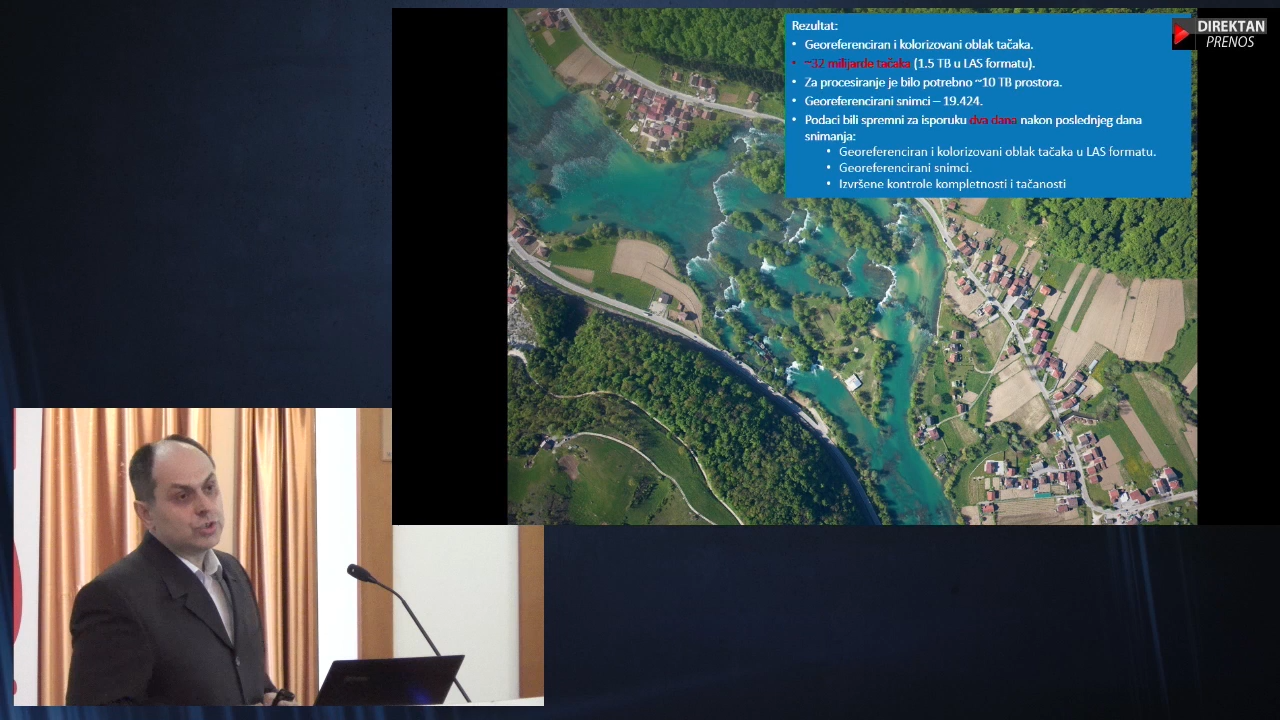 Rezultat:
• Georeferenciran i kolorizovani oblak tačaka.
• ~32 milijarde tačaka (1.5 TB u LAS formatu).
• Za procesiranje je bilo potrebno ~10 TB prostora.
• Georeferencirani snimci – 19.424.
• Podaci bili spremni za isporuku dva dana nakon poslednjeg dana
snimanja:
• Georeferenciran i kolorizovani oblak tačaka u LAS formatu.
• Georeferencirani snimci.
• Izvršene kontrole kompletnosti i tačanosti
DIREKTAN
PRENOS